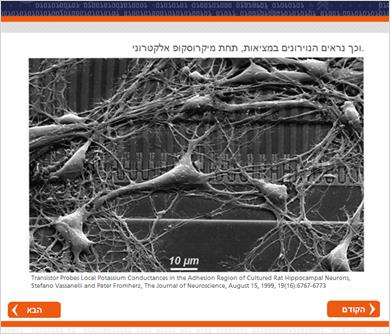 וכך נראים הנוירונים במציאות, תחת מיקרוסקופ אלקטרוני.
10 µm
Transistor Probes Local Potassium Conductances in the Adhesion Region of Cultured Rat Hippocampal Neurons,
Stefano Vassanelli and Peter Fromherz, The Journal of Neuroscience, August 15, 1999, 19(16):6767-6773
הקודם
הבא